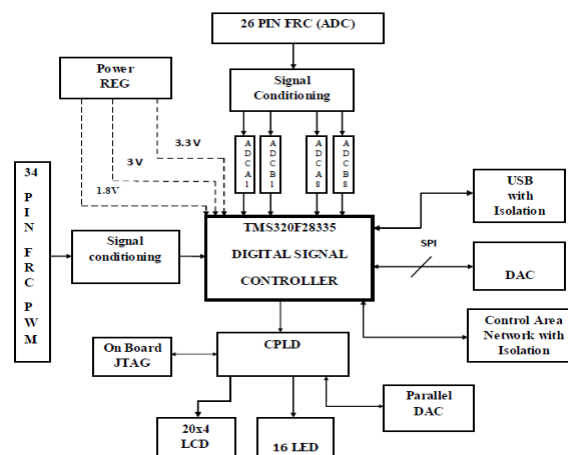 26 PIN FRC (ADC)
Power
REG
Signal
Conditioning
3.3 V
3 V
1.8V
A
D
C
A
1
A
D
C
B
1
A
D
C
A
8
A
D
C
B
8
34
P
I
N
F
R
C
P
W
M
Signal
conditioning
TMS320F28335
DIGITAL SIGNAL
CONTROLLER
USB
with
Isolation
SPI
DAC
Control Area
Network with
Isolation
On Board
JTAG
CPLD
Parallel
DAC
20x4
LCD
16 LED